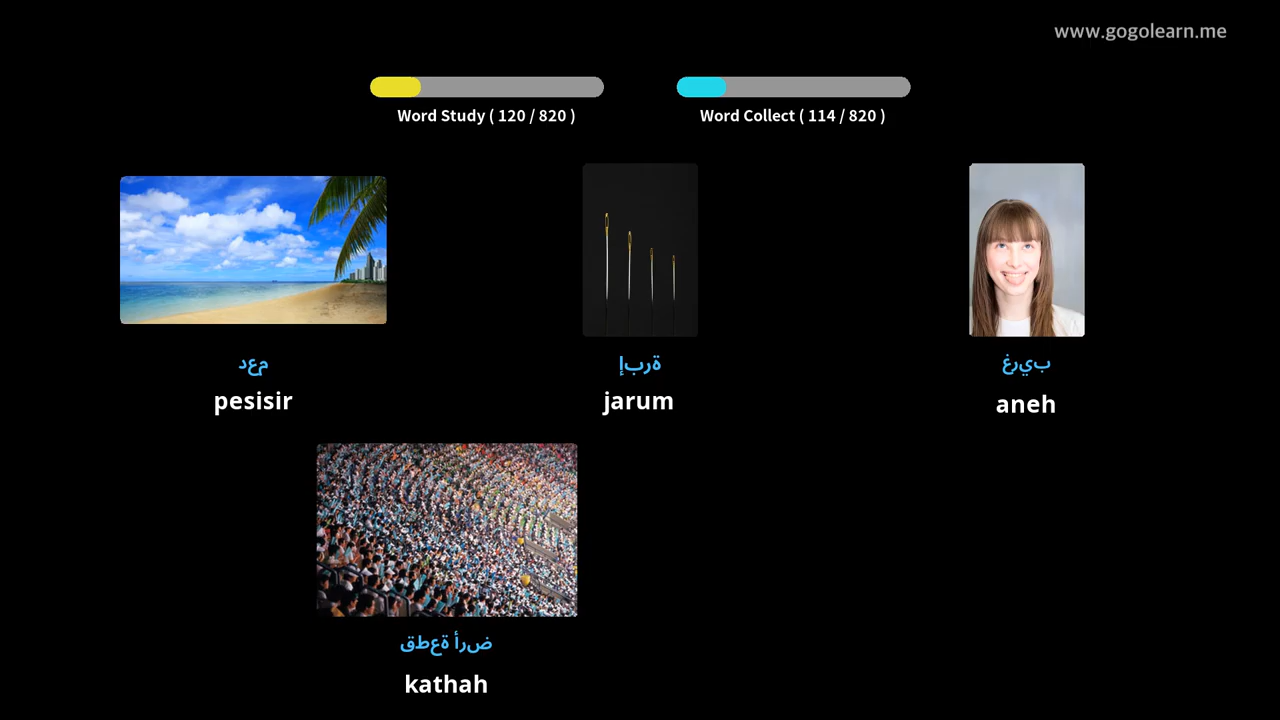 www.gogolearn.me
Word Study ( 120 / 820 )
Word Collect ( 114 / 820 )
دعم
pesisir
إبرة
jarum
غريب
aneh
قطعة أرض
kathah